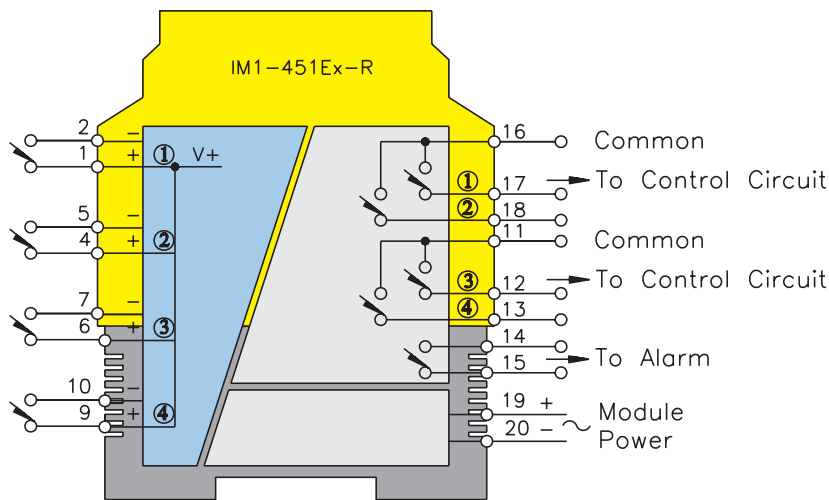 IM1-451Ex-R
2 −
1 + ① V+
5 −
4 + ②
7 −
6 + ③
10 −
9 + ④
16 Common
① 17 To Control Circuit
② 18
11 Common
③ 12 To Control Circuit
④ 13
14
15 To Alarm
19 + Module
20 − ~ Power